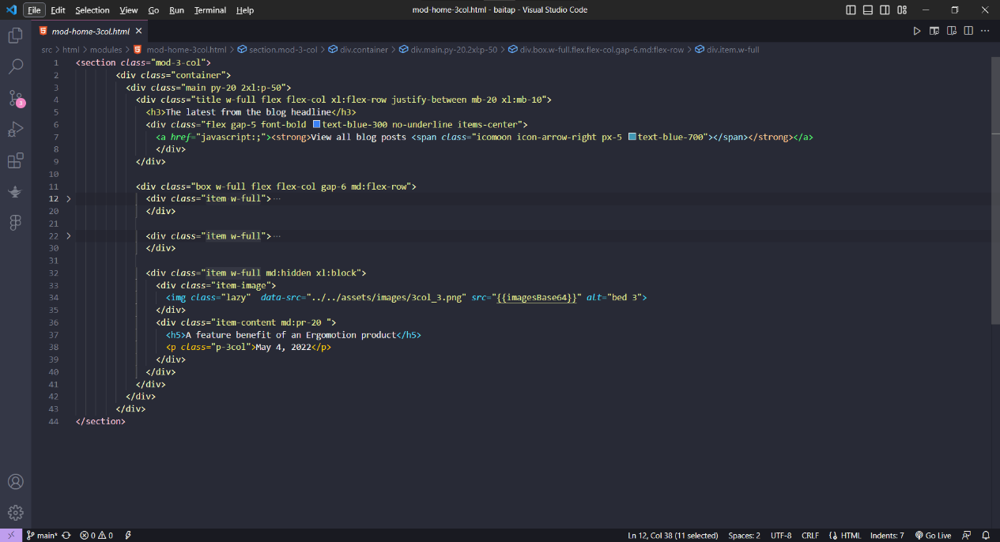 File Edit Selection View Go Run Terminal Help mod-home-3col.html - baitap - Visual Studio Code
mod-home-3col.html
src > html > modules > mod-home-3col.html > section.mod-3-col > div.container > div.main.py-20.2xl:p-50 > div.box.w-full.flex.flex-col.gap-6.md:flex-row > div.item.w-full
1 <section class="mod-3-col">
2 <div class="container">
3 <div class="main py-20 2xl:p-50">
4 <div class="title w-full flex flex-col xl:flex-row justify-between mb-20 xl:mb-10">
5 <h3>The latest from the blog headline</h3>
6 <div class="flex gap-5 font-bold text-blue-300 no-underline items-center">
7 <a href="javascript:;"><strong>View all blog posts <span class="icomoon icon-arrow-right px-5 text-blue-700"></span></strong></a>
8 </div>
9 </div>
10
11 <div class="box w-full flex flex-col gap-6 md:flex-row">
12 <div class="item w-full">···
20 </div>
21
22 <div class="item w-full">···
30 </div>
31
32 <div class="item w-full md:hidden xl:block">
33 <div class="item-image">
34 <img class="lazy"  data-src="../../assets/images/3col_3.png" src="{{imagesBase64}}" alt="bed 3">
35 </div>
36 <div class="item-content md:pr-20 ">
37 <h5>A feature benefit of an Ergomotion product</h5>
38 <p class="p-3col">May 4, 2022</p>
39 </div>
40 </div>
41 </div>
42 </div>
43 </div>
44 </section>
3
main* 0 0 Ln 12, Col 38 (11 selected) Spaces: 2 UTF-8 CRLF HTML Indents: 7 Go Live